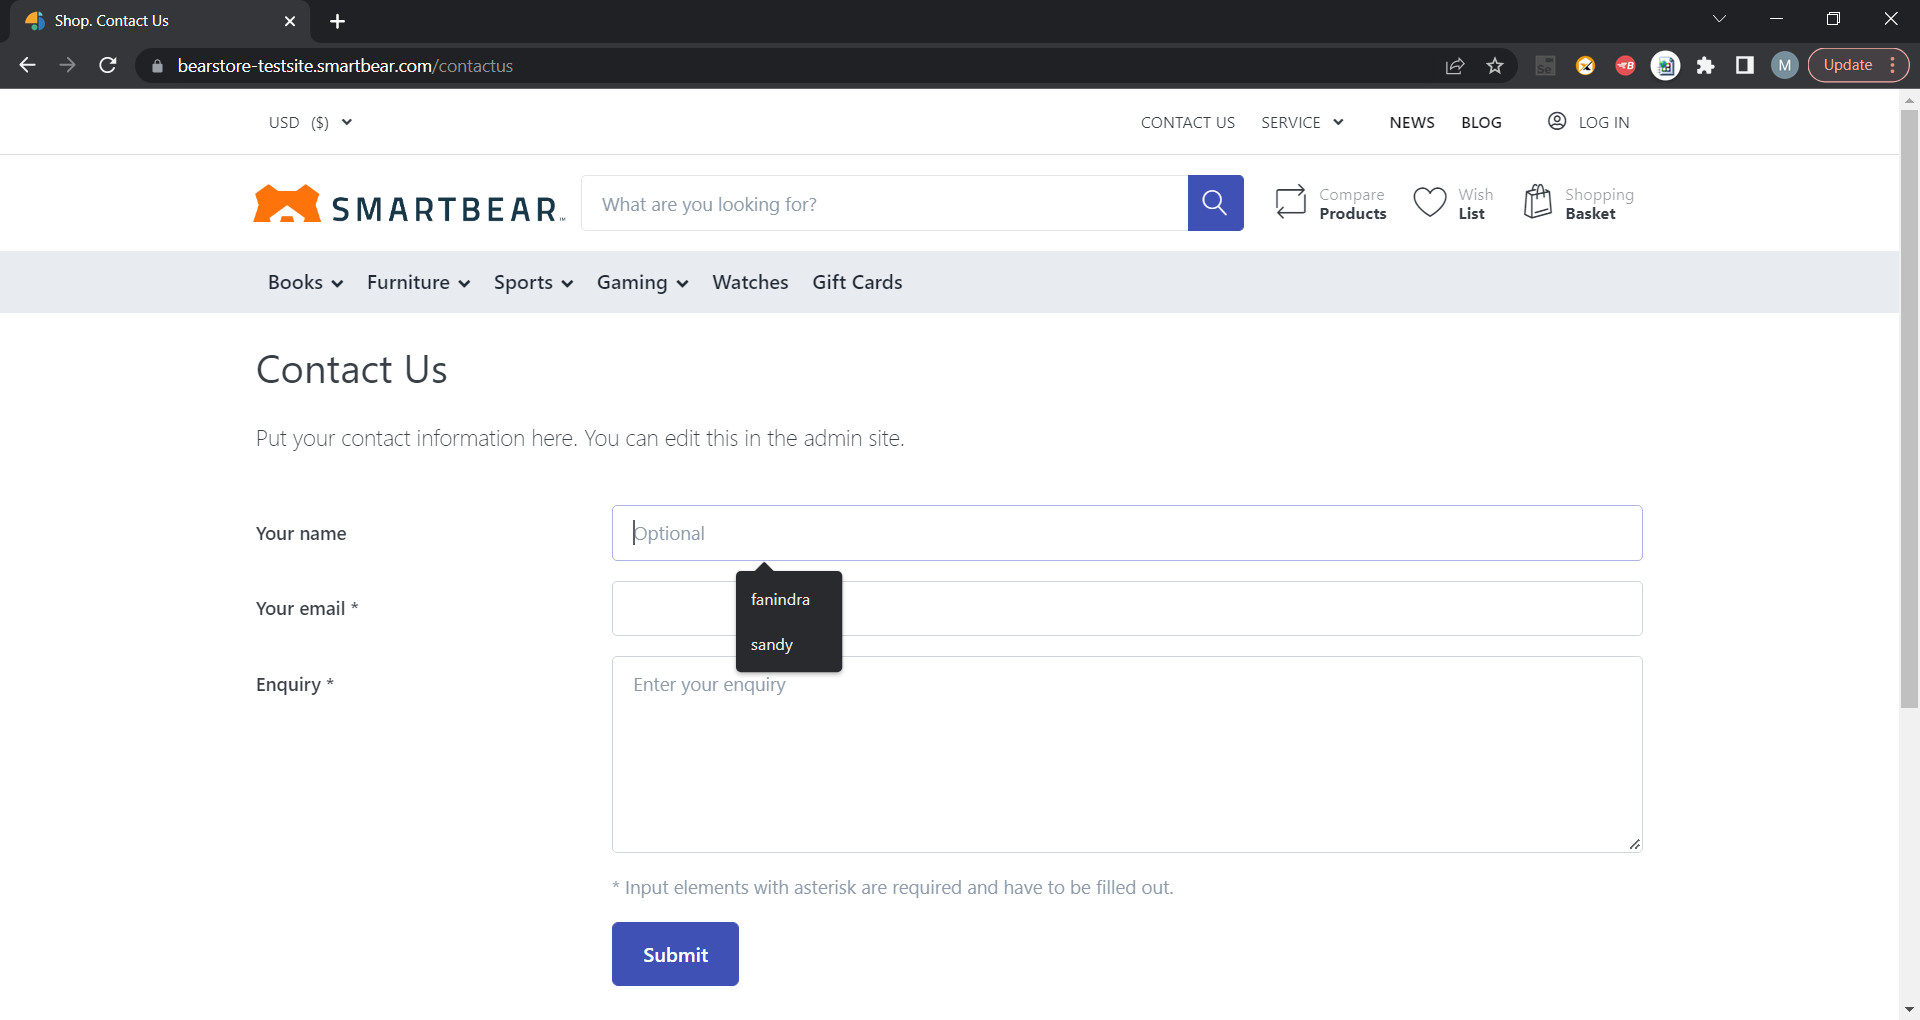 Shop. Contact Us
bearstore-testsite.smartbear.com/contactus
Se
B
M
Update
USD ($)
CONTACT US SERVICE NEWS BLOG LOG IN
SMARTBEAR™
What are you looking for?
Compare Products
Wish List
Shopping Basket
Books Furniture Sports Gaming Watches Gift Cards
Contact Us
Put your contact information here. You can edit this in the admin site.
Your name
Optional
fanindra
sandy
Your email *
Enquiry *
Enter your enquiry
* Input elements with asterisk are required and have to be filled out.
Submit